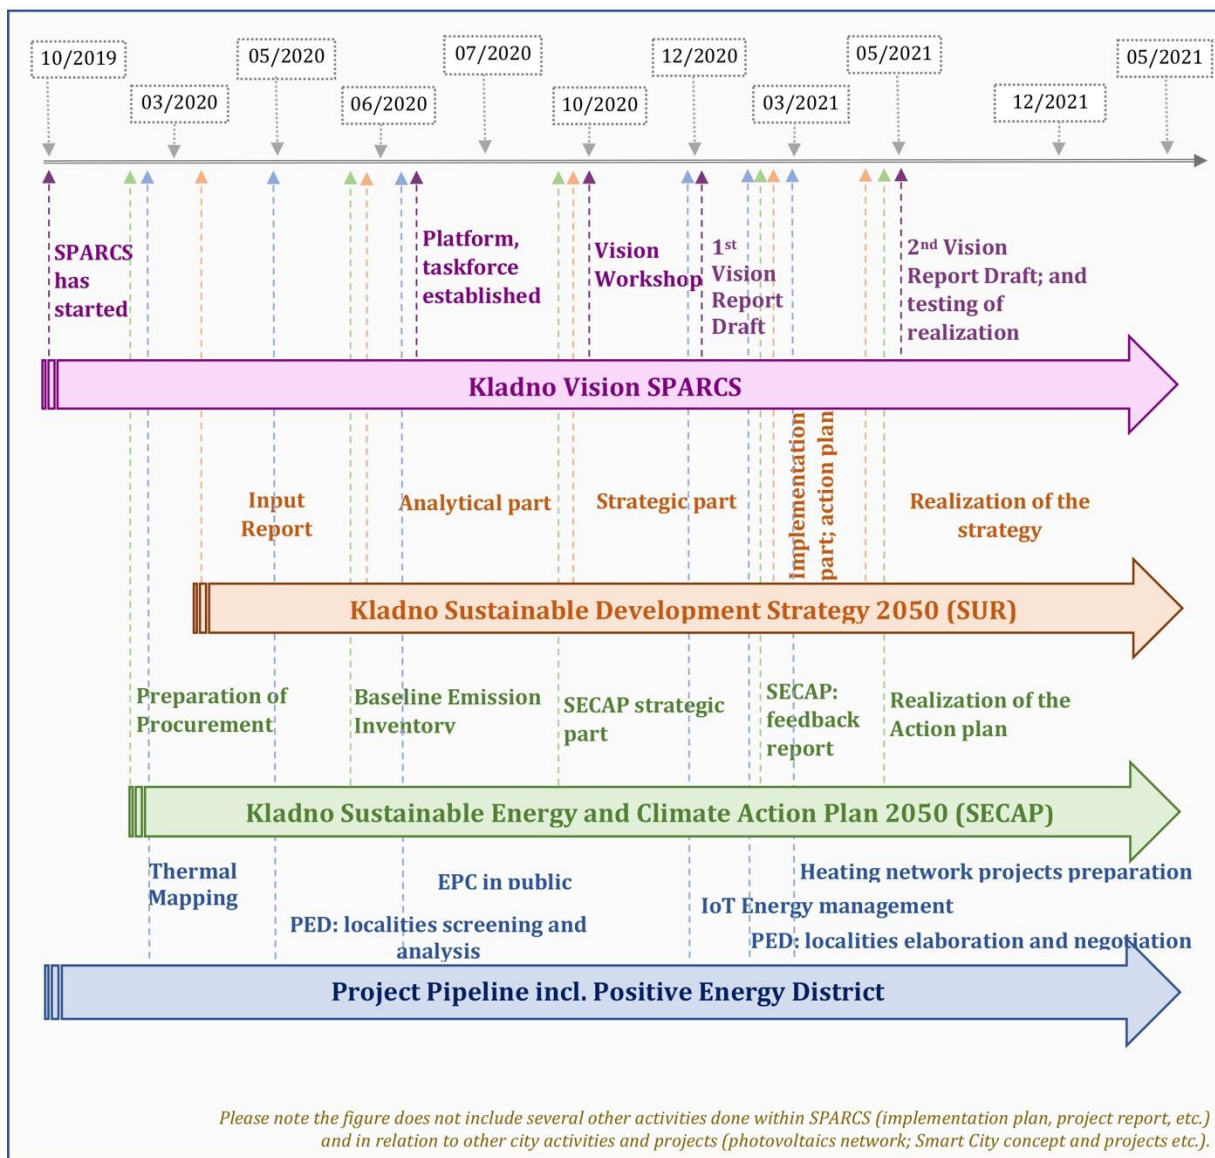 10/2019
05/2020
07/2020
12/2020
05/2021
05/2021
03/2020
06/2020
10/2020
03/2021
12/2021
SPARCS
has
started
Platform,
taskforce
established
Vision
Workshop
1st
Vision
Report
Draft
2nd Vision
Report Draft; and
testing of
realization
Kladno Vision SPARCS
Input
Report
Analytical part
Strategic part
implementation
part; action plan
Realization of the
strategy
Kladno Sustainable Development Strategy 2050 (SUR)
Preparation of
Procurement
Baseline Emission
Inventory
SECAP strategic
part
SECAP:
feedback
report
Realization of the
Action plan
Kladno Sustainable Energy and Climate Action Plan 2050 (SECAP)
Thermal
Mapping
EPC in public
PED: localities screening and
analysis
Heating network projects preparation
IoT Energy management
PED: localities elaboration and negotiation
Project Pipeline incl. Positive Energy District
Please note the figure does not include several other activities done within SPARCS (implementation plan, project report, etc.)
and in relation to other city activities and projects (photovoltaics network; Smart City concept and projects etc.).